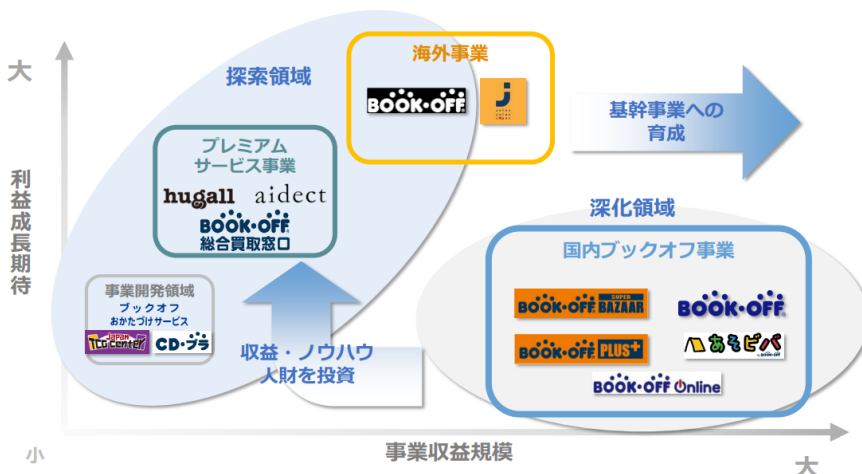 大
利益成長期待
小
探索領域
海外事業
BOOK・OFF
J
基幹事業への
育成
プレミアム
サービス事業
hugall aidect
BOOK・OFF
総合買取窓口
深化領域
国内ブックオフ事業
BOOK・OFF SUPER BAZAAR
BOOK・OFF
BOOK・OFF PLUS+
あそビバ
by BOOK・OFF
BOOK・OFF Online
事業開発領域
ブックオフ
おかたづけサービス
Japan TCG Center
CD・プラ
収益・ノウハウ
人財を投資
事業収益規模
大